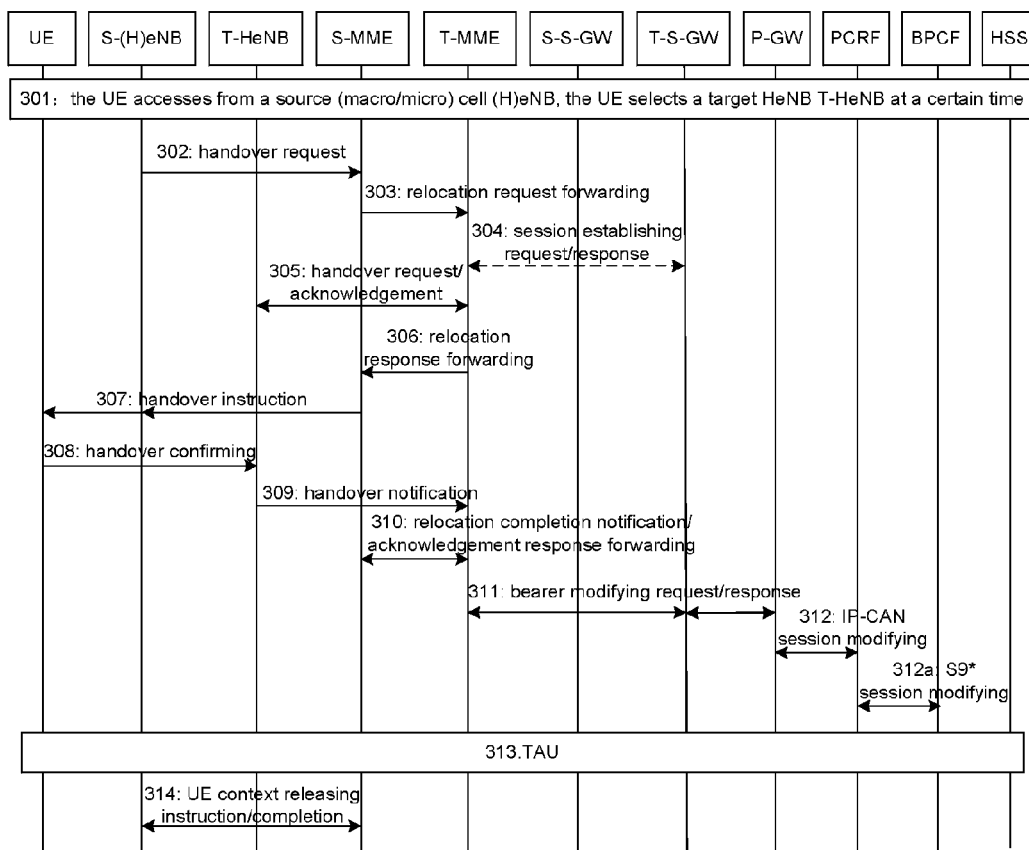 UE S-(H)eNB T-HeNB S-MME T-MME S-S-GW T-S-GW P-GW PCRF BPCF HSS
301: the UE accesses from a source (macro/micro) cell (H)eNB, the UE selects a target HeNB T-HeNB at a certain time
302: handover request
303: relocation request forwarding
304: session establishing
request/response
305: handover request/
acknowledgement
306: relocation
response forwarding
307: handover instruction
308: handover confirming
309: handover notification
310: relocation completion notification/
acknowledgement response forwarding
311: bearer modifying request/response
312: IP-CAN
session modifying
312a: S9*
session modifying
313.TAU
314: UE context releasing
instruction/completion